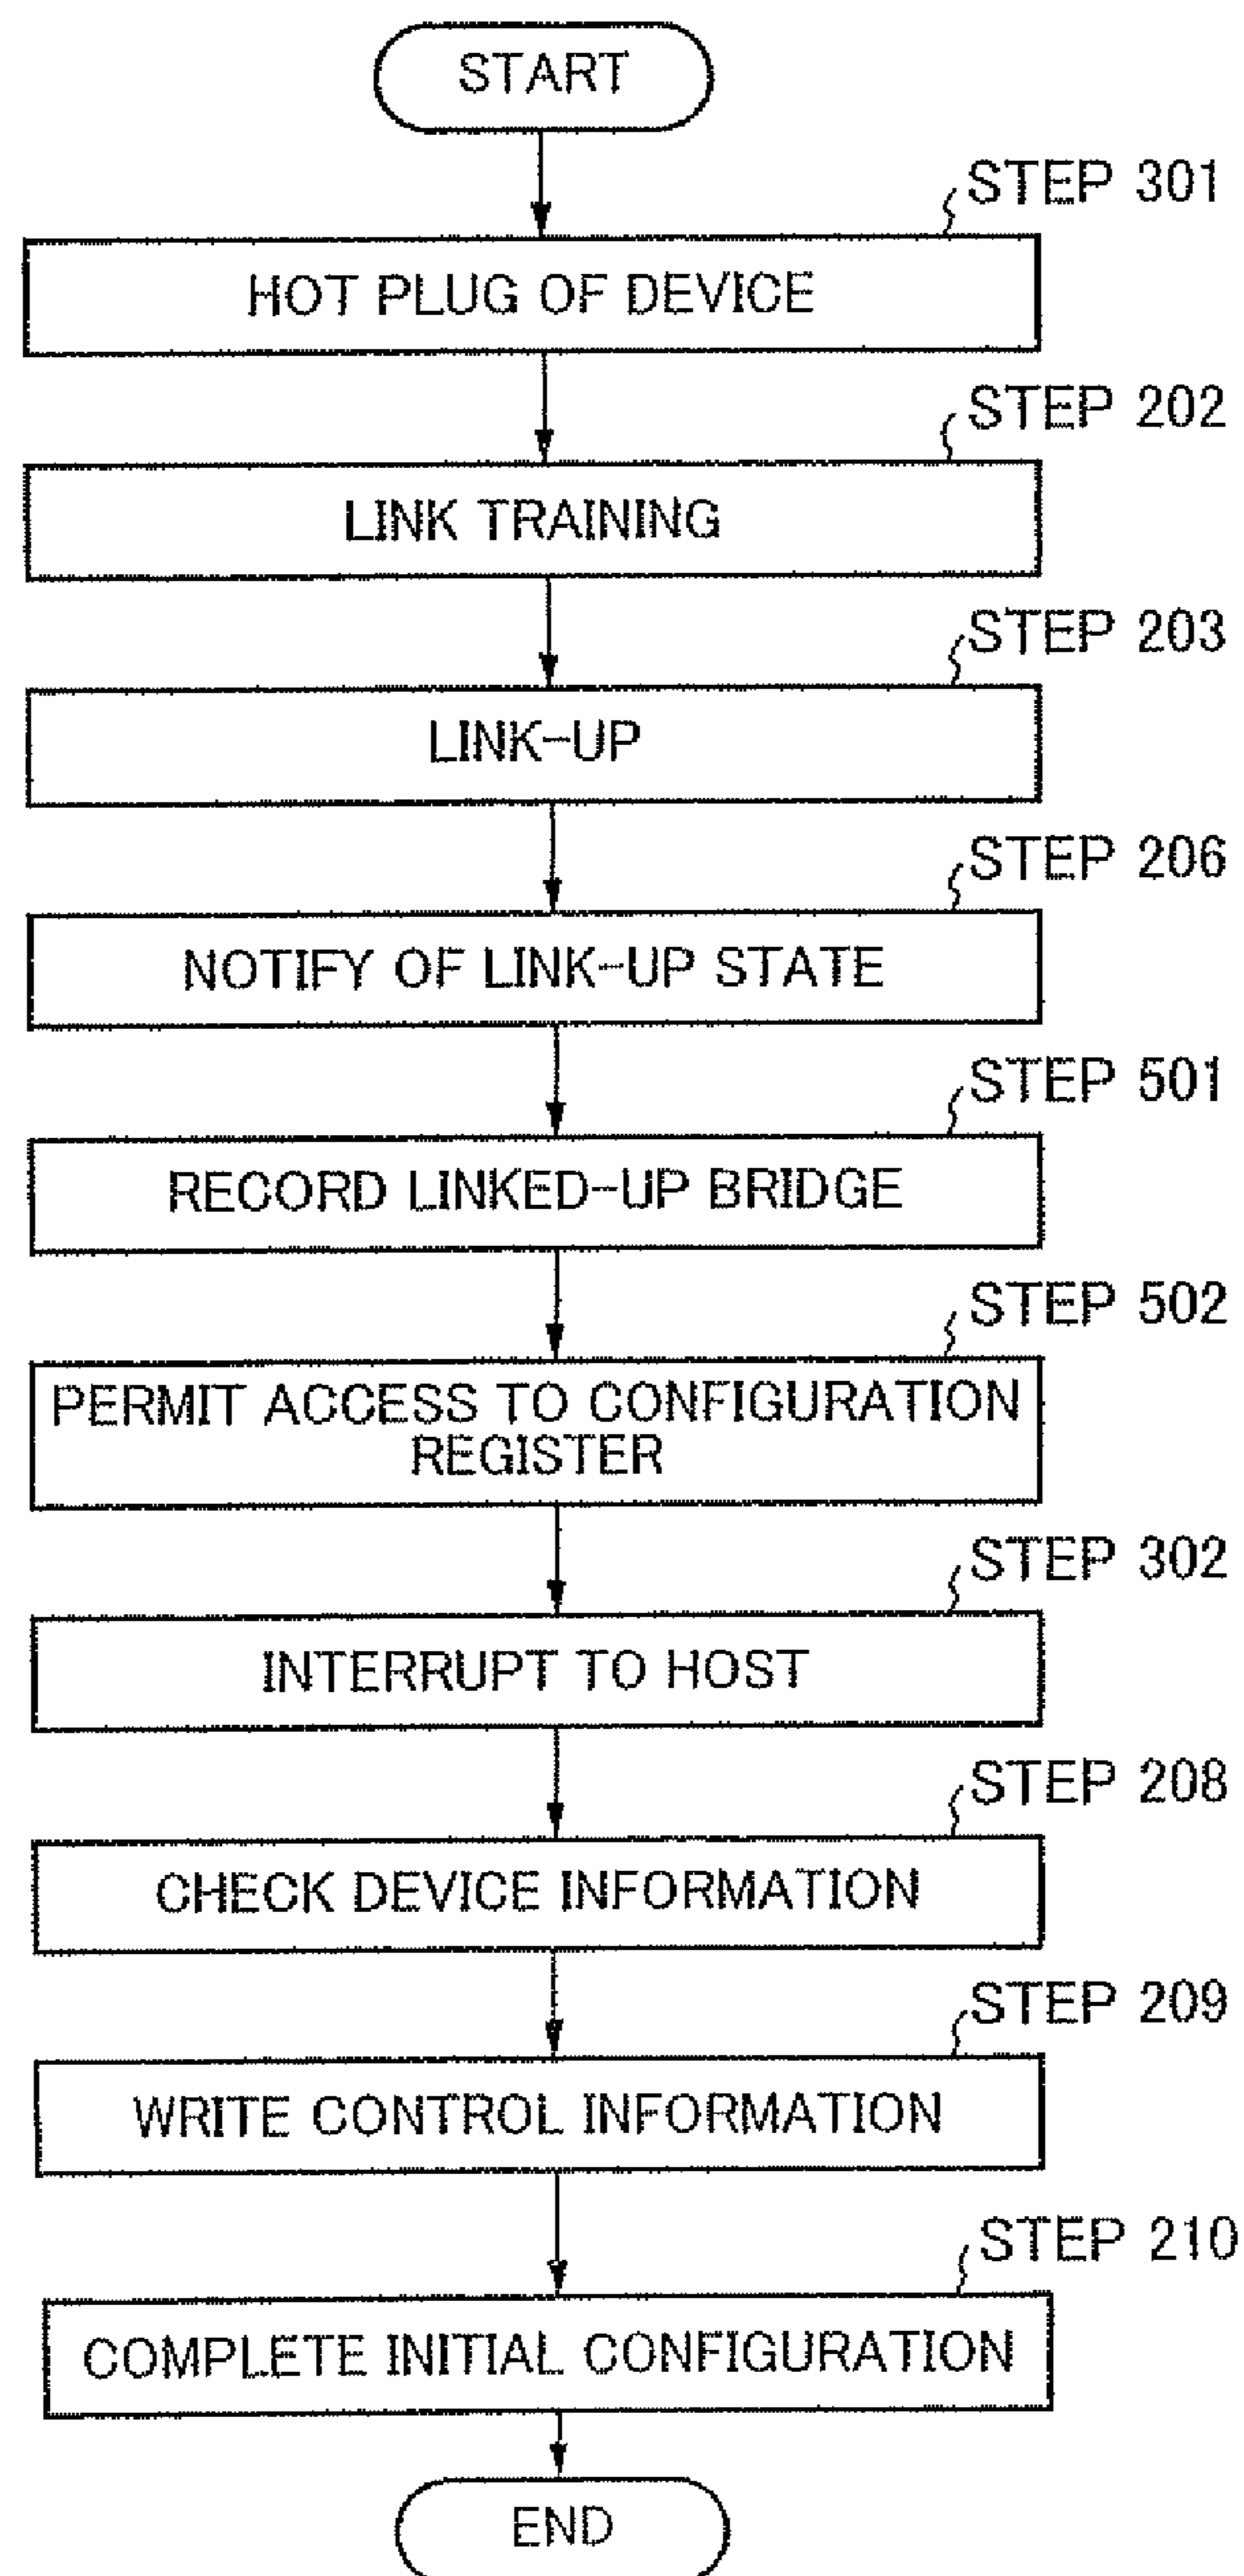 START
STEP 301
HOT PLUG OF DEVICE
STEP 202
LINK TRAINING
STEP 203
LINK-UP
STEP 206
NOTIFY OF LINK-UP STATE
STEP 501
RECORD LINKED-UP BRIDGE
STEP 502
PERMIT ACCESS TO CONFIGURATION
REGISTER
STEP 302
INTERRUPT TO HOST
STEP 208
CHECK DEVICE INFORMATION
STEP 209
WRITE CONTROL INFORMATION
STEP 210
COMPLETE INITIAL CONFIGURATION
END